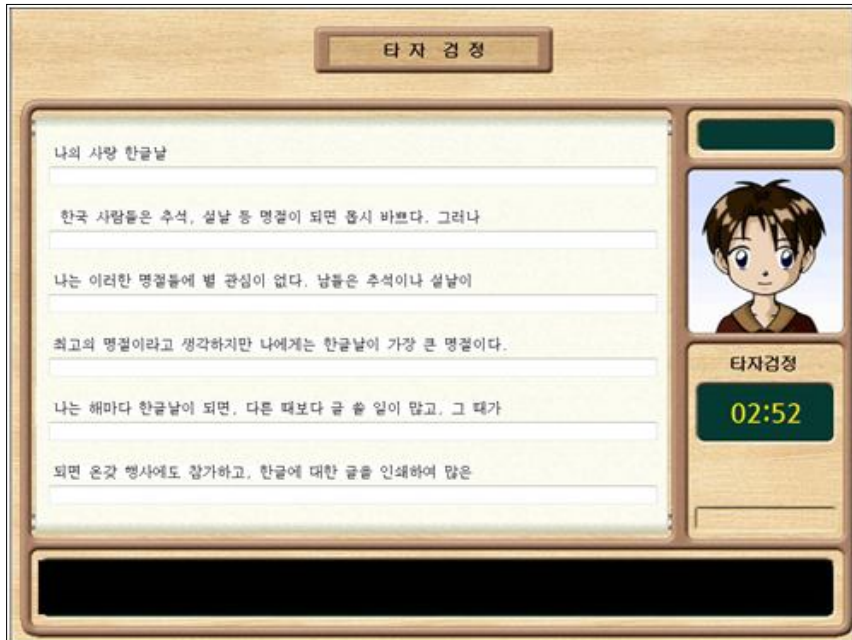 타자 검정
나의 사랑 한글날
한국 사람들은 추석, 설날 등 명절이 되면 몹시 바쁘다. 그러나
나는 이러한 명절들에 별 관심이 없다. 남들은 추석이나 설날이
최고의 명절이라고 생각하지만 나에게는 한글날이 가장 큰 명절이다.
나는 해마다 한글날이 되면, 다른 때보다 글 쓸 일이 많고, 그 때가
되면 온갖 행사에도 참가하고, 한글에 대한 글을 인쇄하여 많은
타자검정
02:52